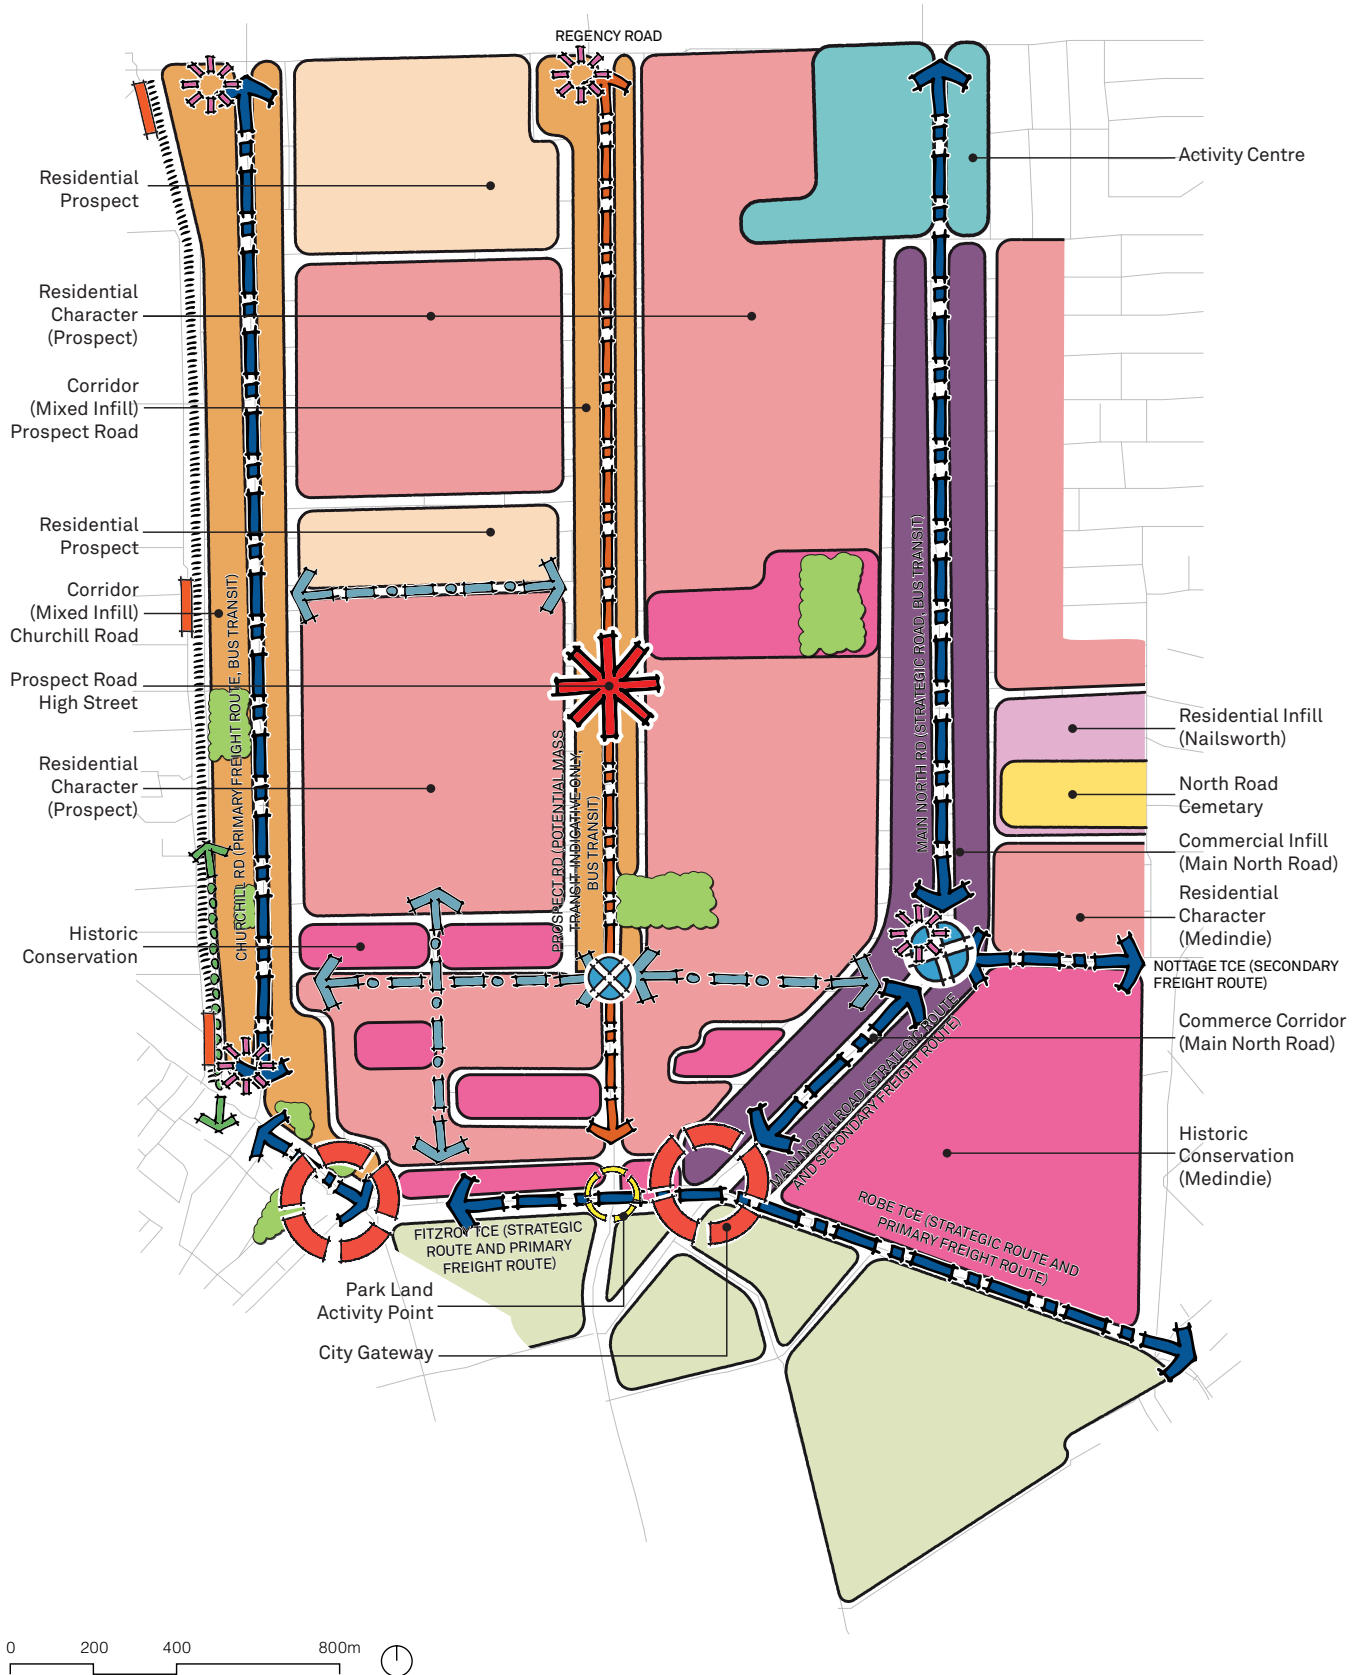 REGENCY ROAD
Residential
Prospect
Residential
Character
(Prospect)
Corridor
(Mixed Infill)
Prospect Road
Residential
Prospect
Corridor
(Mixed Infill)
Churchill Road
Prospect Road
High Street
Residential
Character
(Prospect)
Historic
Conservation
CHURCHILL RD (PRIMARY FREIGHT ROUTE, BUS TRANSIT)
PROSPECT RD (POTENTIAL MASS
TRANSIT-INDIGATIVE ONLY,
BUS TRANSIT)
MAIN NORTH RD (STRATEGIC ROAD, BUS TRANSIT)
Activity Centre
Residential Infill
(Nailsworth)
North Road
Cemetary
Commercial Infill
(Main North Road)
Residential
Character
(Medindie)
NOTTAGE TCE (SECONDARY
FREIGHT ROUTE)
Commerce Corridor
(Main North Road)
MAIN NORTH ROAD (STRATEGIC ROUTE
AND SECONDARY FREIGHT ROUTE)
Historic
Conservation
(Medindie)
ROBE TCE (STRATEGIC ROUTE AND
PRIMARY FREIGHT ROUTE)
FITZROY TCE (STRATEGIC
ROUTE AND PRIMARY
FREIGHT ROUTE)
Park Land
Activity Point
City Gateway
0 200 400 800m